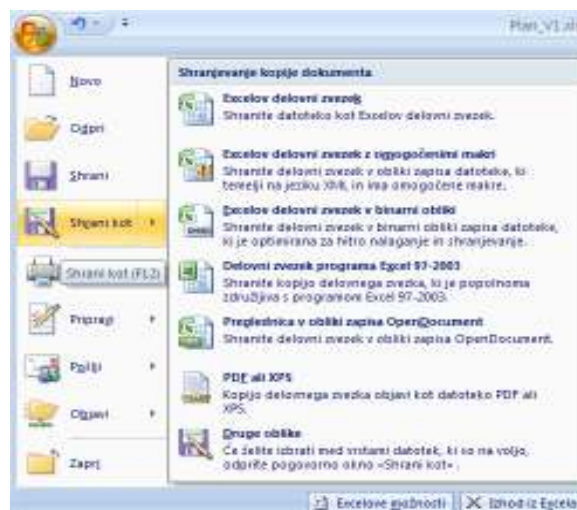 Plan_V1.xls
Novo
Odpri
Shrani
Shrani kot
Shrani kot (F12)
Pripravi
Pošlji
Objavi
Zapri
Shranjevanje kopije dokumenta
Excelov delovni zvezek
Shranite datoteko kot Excelov delovni zvezek.
Excelov delovni zvezek z omogočenimi makri
Shranite delovni zvezek v obliki zapisa datoteke, ki
temelji na jeziku XML in ima omogočene makre.
Excelov delovni zvezek v binarni obliki
Shranite delovni zvezek v binarni obliki zapisa datoteke,
ki je optimirana za hitro nalaganje in shranjevanje.
Delovni zvezek programa Excel 97-2003
Shranite kopijo delovnega zvezka, ki je popolnoma
združljiva s programom Excel 97-2003.
Preglednica v obliki zapisa OpenDocument
Shranite delovni zvezek v obliki zapisa OpenDocument.
PDF ali XPS
Kopijo delovnega zvezka objavi kot datoteko PDF ali
XPS.
Druge oblike
Če želite izbrati med vrstami datotek, ki so na voljo,
odprite pogovorno okno »Shrani kot« .
Excelove možnosti
Izhod iz Excela